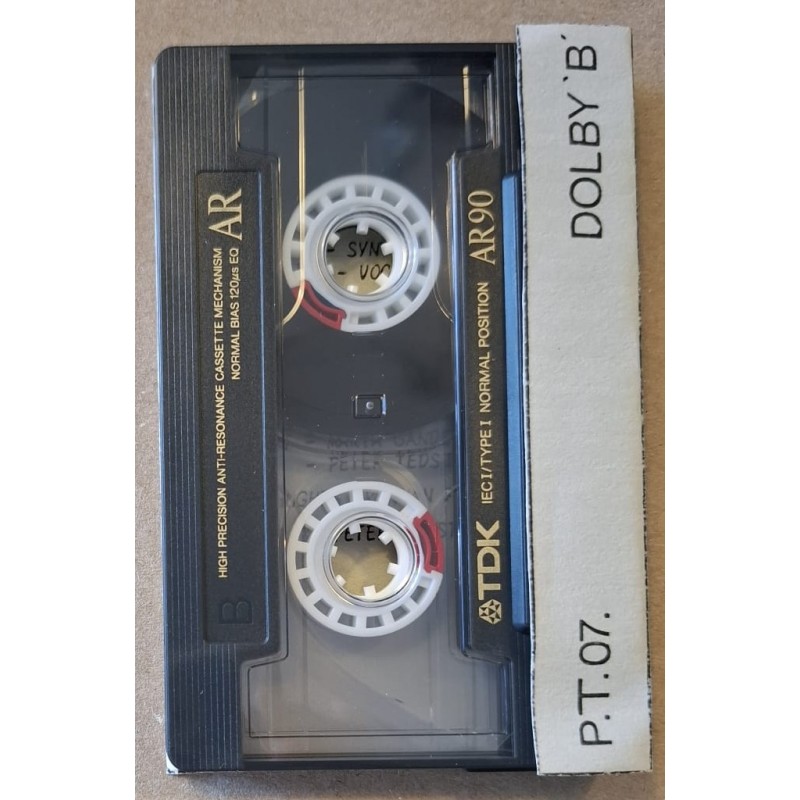 P.T.07. DOLBY `B´
TDK IEC I/TYPE I NORMAL POSITION AR90
B
HIGH PRECISION ANTI-RESONANCE CASSETTE MECHANISM
NORMAL BIAS 120μs EQ
AR
PETER